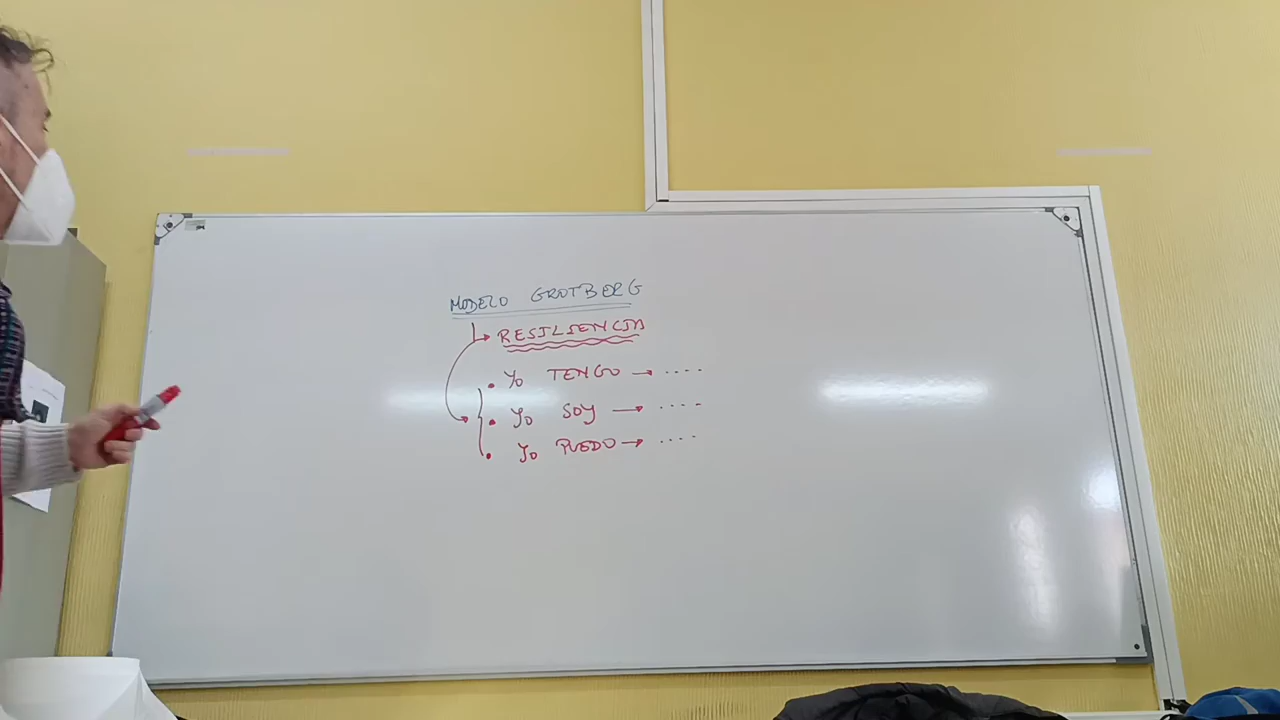 MODELO GROTBERG
RESILIENCIA
• Yo TENGO → ....
• Yo SOY → ....
• Yo PUEDO → ....